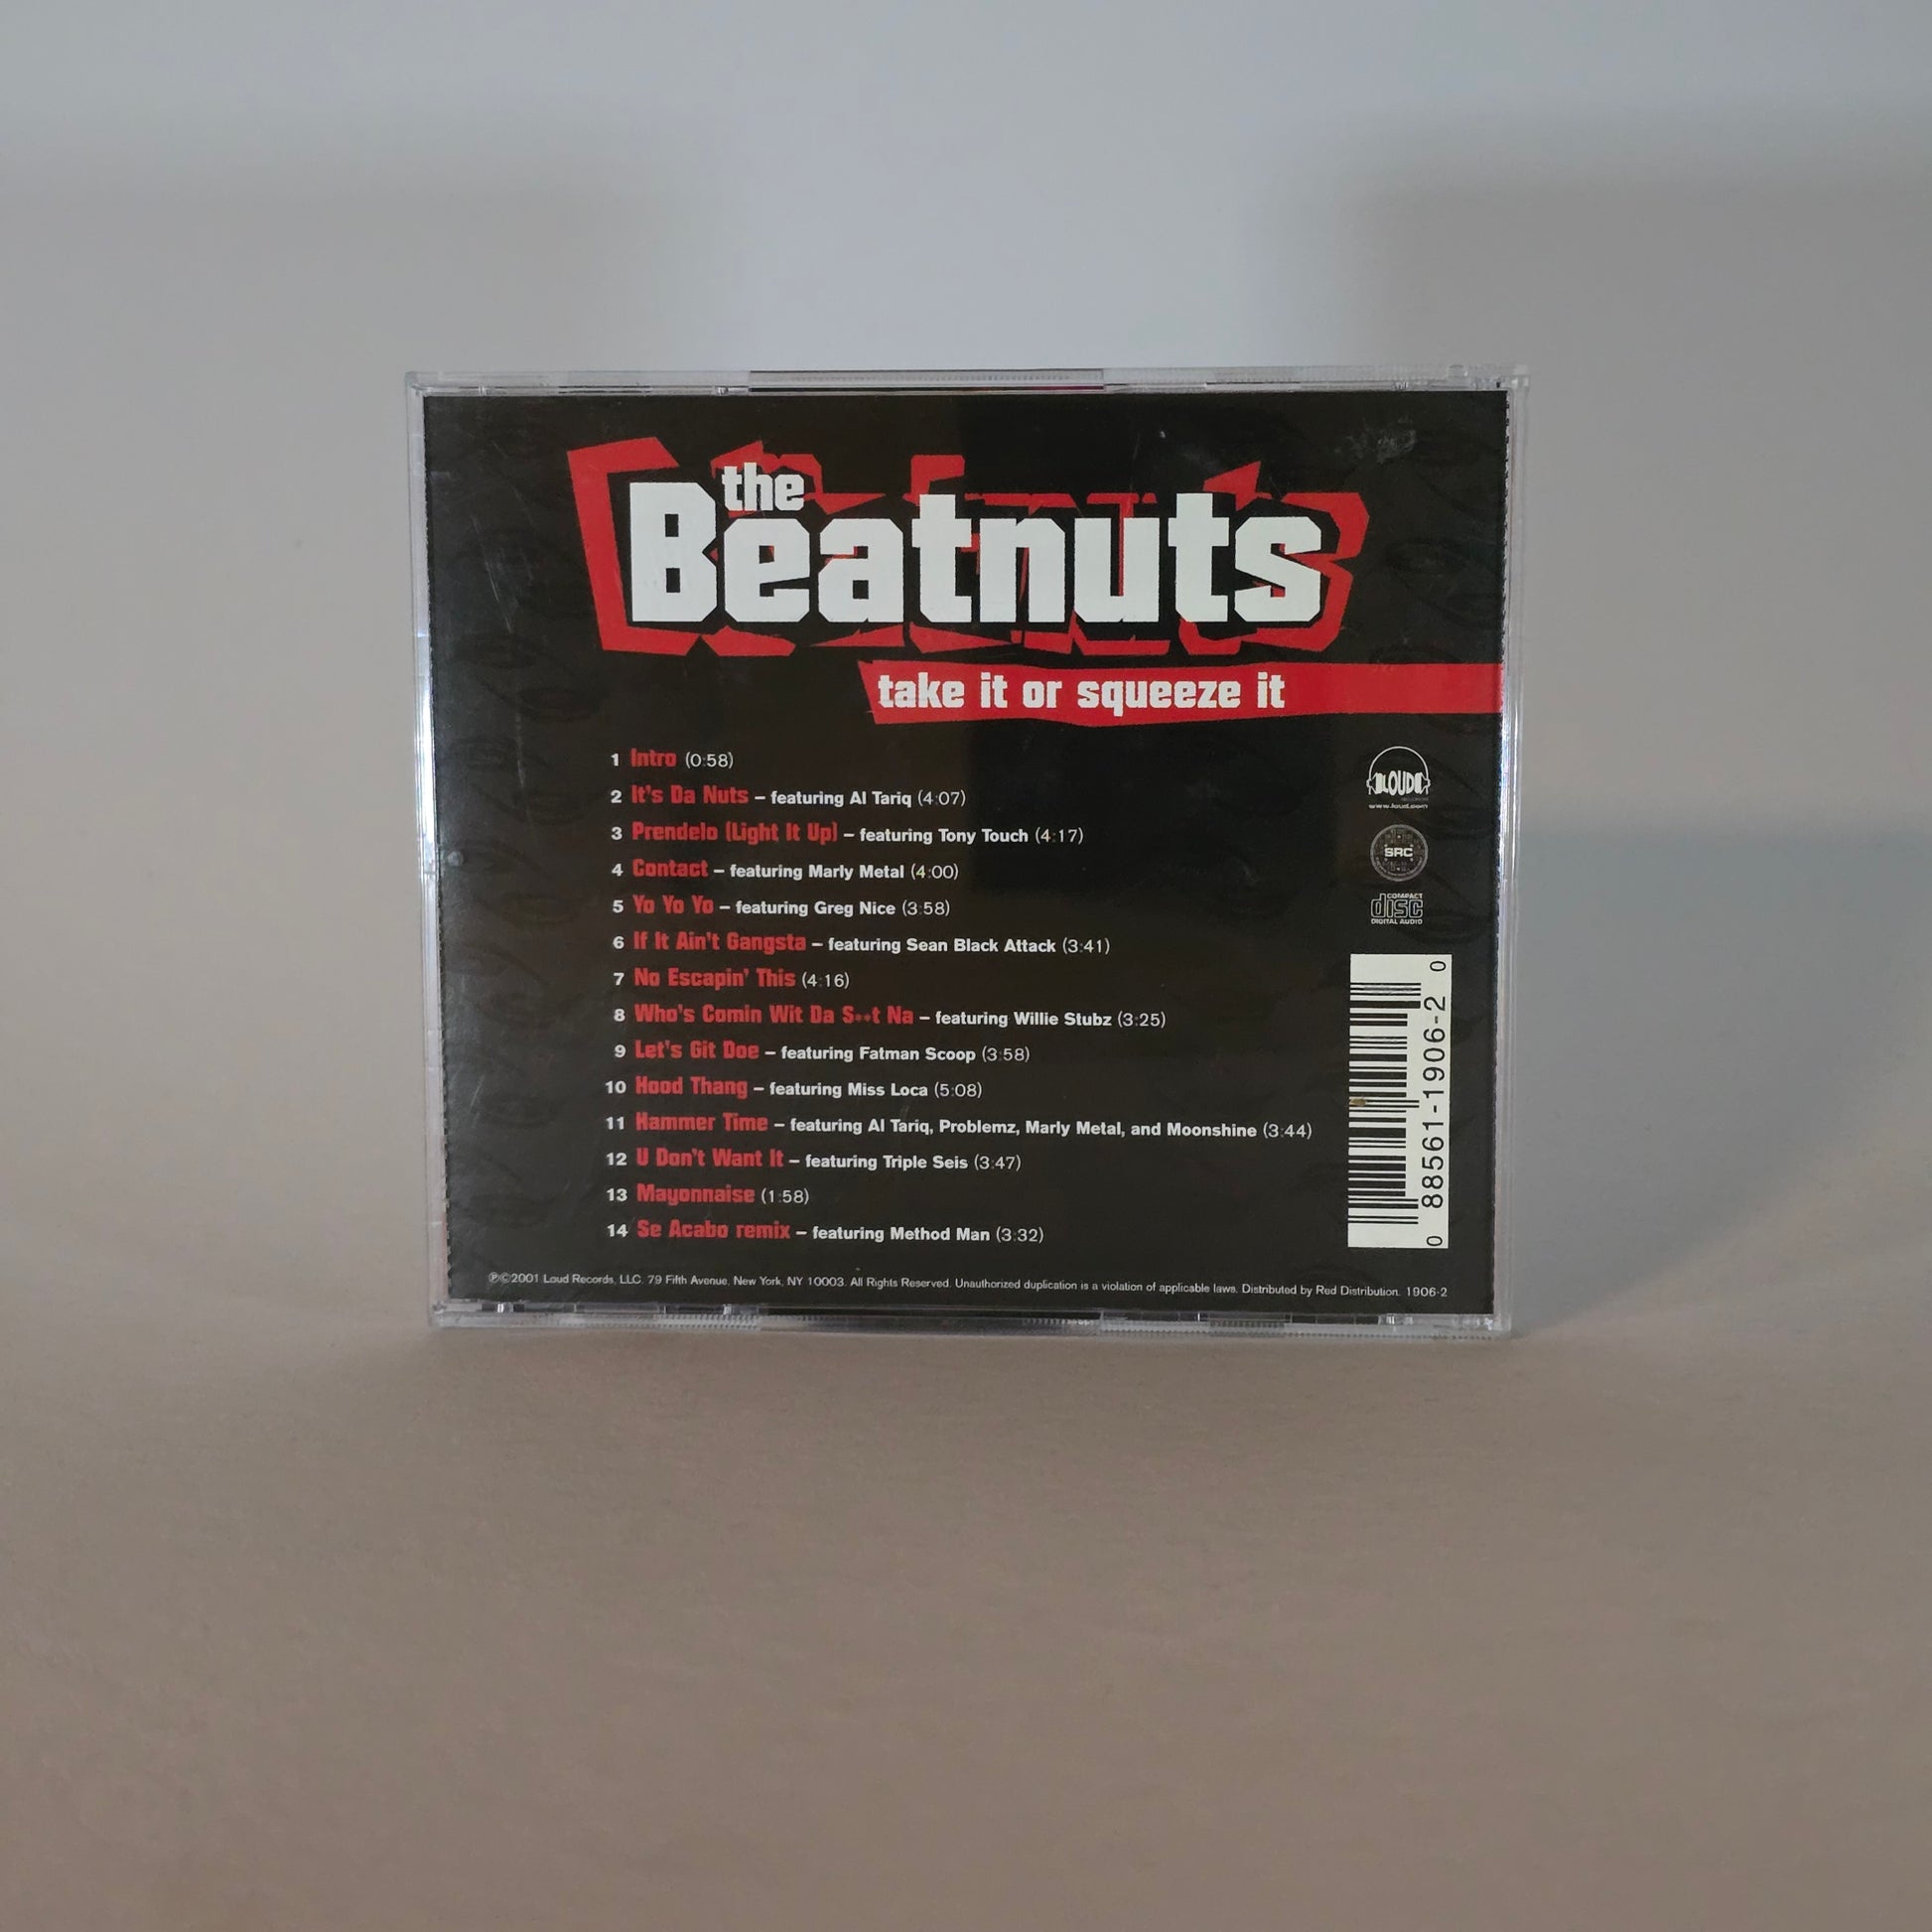 the
Beatnuts
take it or squeeze it
1 Intro (0:58)
2 It's Da Nuts – featuring Al Tariq (4:07)
3 Prendelo (Light It Up) – featuring Tony Touch (4:17)
4 Contact – featuring Marly Metal (4:00)
5 Yo Yo Yo – featuring Greg Nice (3:58)
6 If It Ain't Gangsta – featuring Sean Black Attack (3:41)
7 No Escapin' This (4:16)
8 Who's Comin Wit Da S**t Na – featuring Willie Stubz (3:25)
9 Let's Git Doe – featuring Fatman Scoop (3:58)
10 Hood Thang – featuring Miss Loca (5:08)
11 Hammer Time – featuring Al Tariq, Problemz, Marly Metal, and Moonshine (3:44)
12 U Don't Want It – featuring Triple Seis (3:47)
13 Mayonnaise (1:58)
14 Se Acabo remix – featuring Method Man (3:32)
LOUD
www.loud.com
SRC
COMPACT
disc
DIGITAL AUDIO
0 88561-1906-2 0
℗©2001 Loud Records, LLC. 79 Fifth Avenue, New York, NY 10003. All Rights Reserved. Unauthorized duplication is a violation of applicable laws. Distributed by Red Distribution. 1906-2